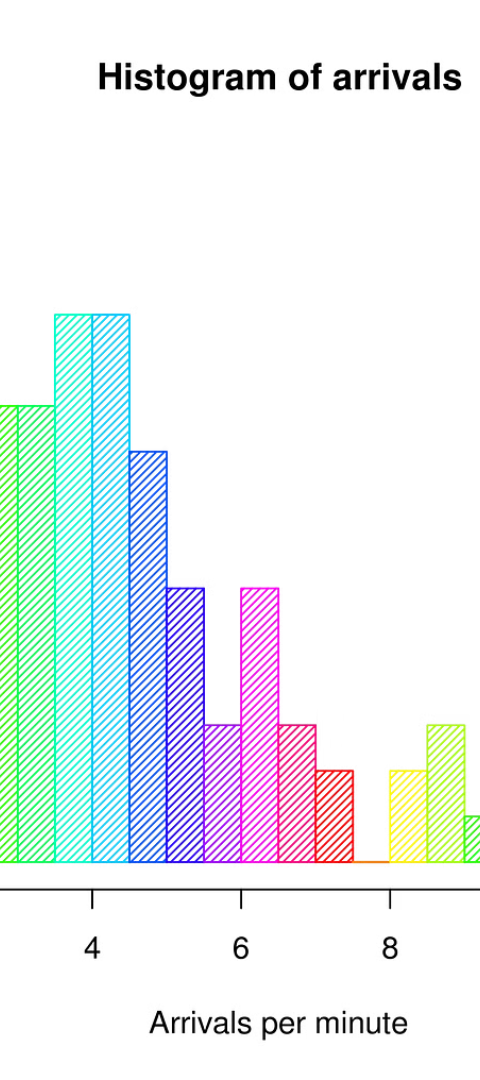 Histogram of arrivals
4 6 8
Arrivals per minute